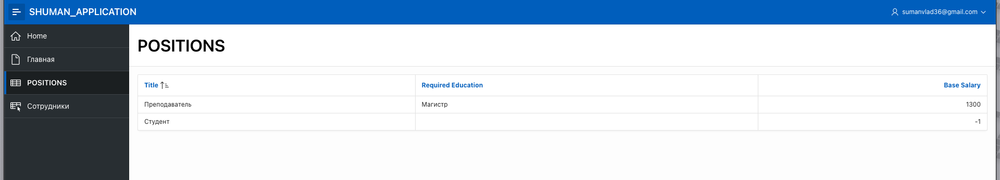 SHUMAN_APPLICATION
sumanvlad36@gmail.com
Home
Главная
POSITIONS
Сотрудники
POSITIONS
Title Required Education Base Salary
Преподаватель Магистр 1300
Студент -1